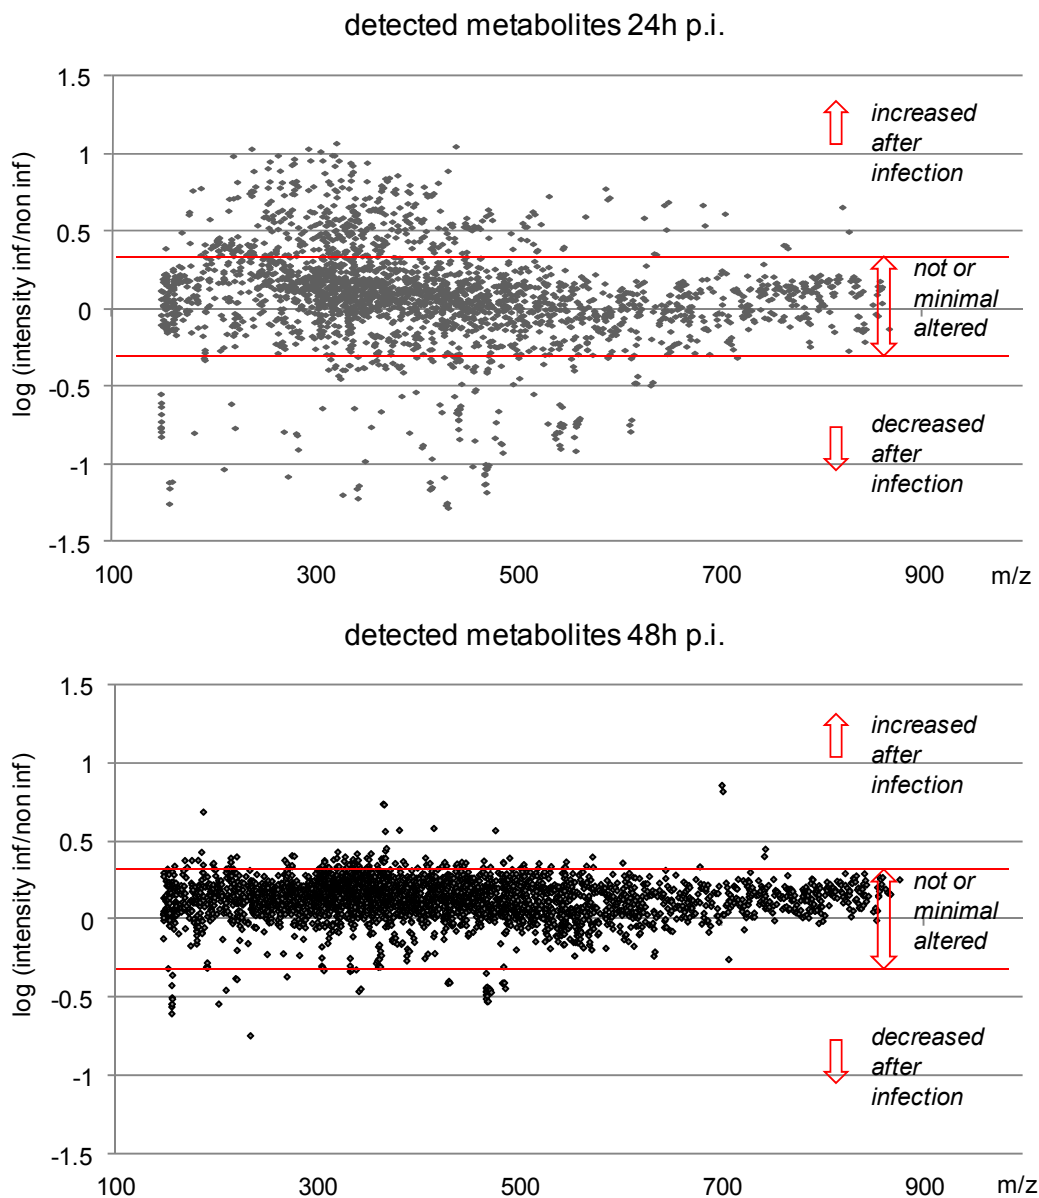 detected metabolites 24h p.i.
log (intensity inf/non inf)
1.5
1
0.5
0
-0.5
-1
-1.5
increased
after
infection
not or
minimal
altered
decreased
after
infection
100 300 500 700 900 m/z
detected metabolites 48h p.i.
log (intensity inf/non inf)
1.5
1
0.5
0
-0.5
-1
-1.5
increased
after
infection
not or
minimal
altered
decreased
after
infection
100 300 500 700 900 m/z